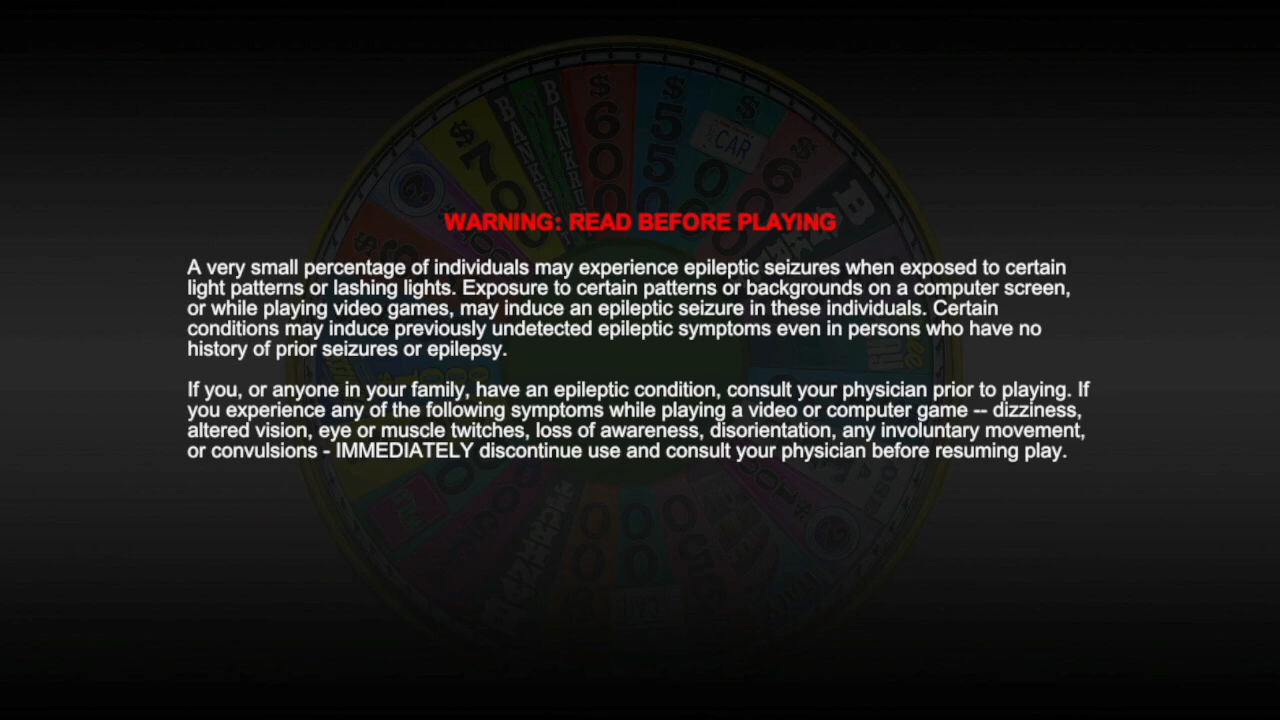 WARNING: READ BEFORE PLAYING
A very small percentage of individuals may experience epileptic seizures when exposed to certain
light patterns or lashing lights. Exposure to certain patterns or backgrounds on a computer screen,
or while playing video games, may induce an epileptic seizure in these individuals. Certain
conditions may induce previously undetected epileptic symptoms even in persons who have no
history of prior seizures or epilepsy.
If you, or anyone in your family, have an epileptic condition, consult your physician prior to playing. If
you experience any of the following symptoms while playing a video or computer game -- dizziness,
altered vision, eye or muscle twitches, loss of awareness, disorientation, any involuntary movement,
or convulsions - IMMEDIATELY discontinue use and consult your physician before resuming play.
$700
BANKRUPT
BANKRUPT
$600
$550
CAR